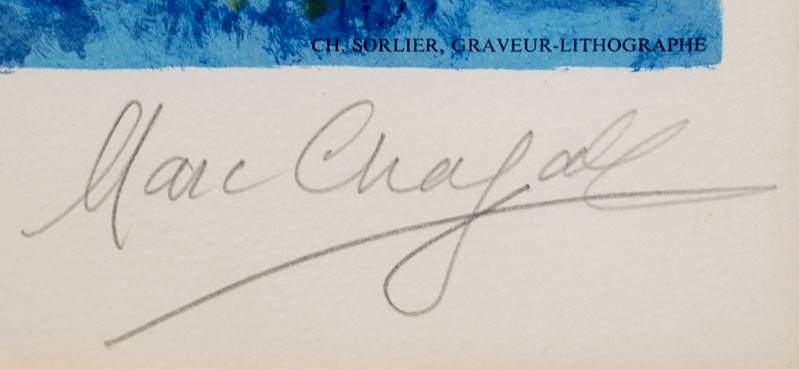 CH. SORLIER, GRAVEUR-LITHOGRAPHE
Marc Chagall